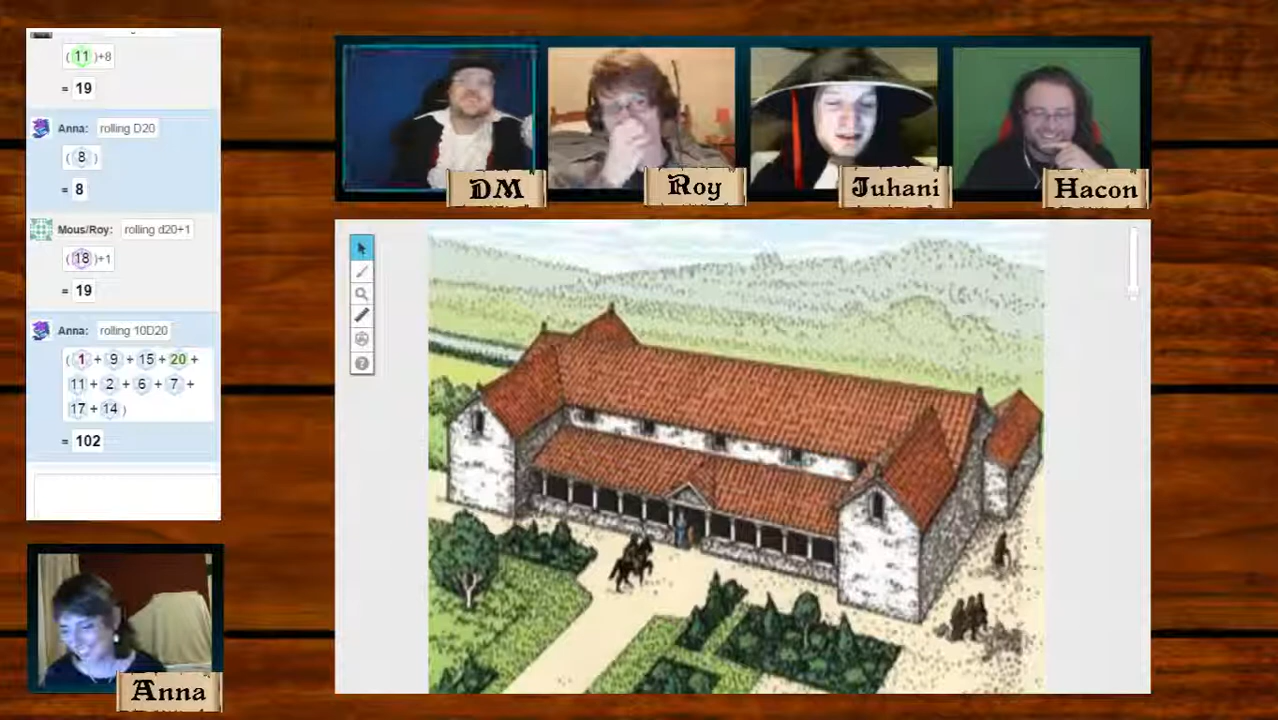 (11)+8
= 19
Anna: rolling D20
(8)
= 8
Mous/Roy: rolling d20+1
(18)+1
= 19
Anna: rolling 10D20
(1+9+15+20+
11+2+6+7+
17+14)
= 102
DM
Roy
Juhani
Hacon
Anna